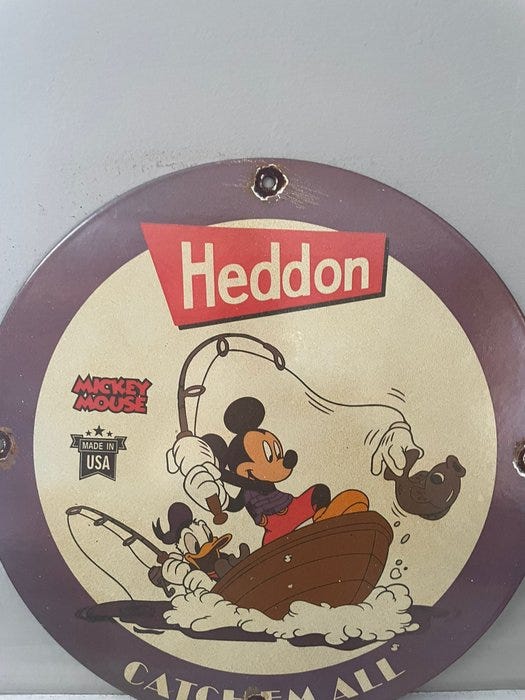 Heddon
MICKEY
MOUSE
MADE IN
USA
CATCH'EM ALL"